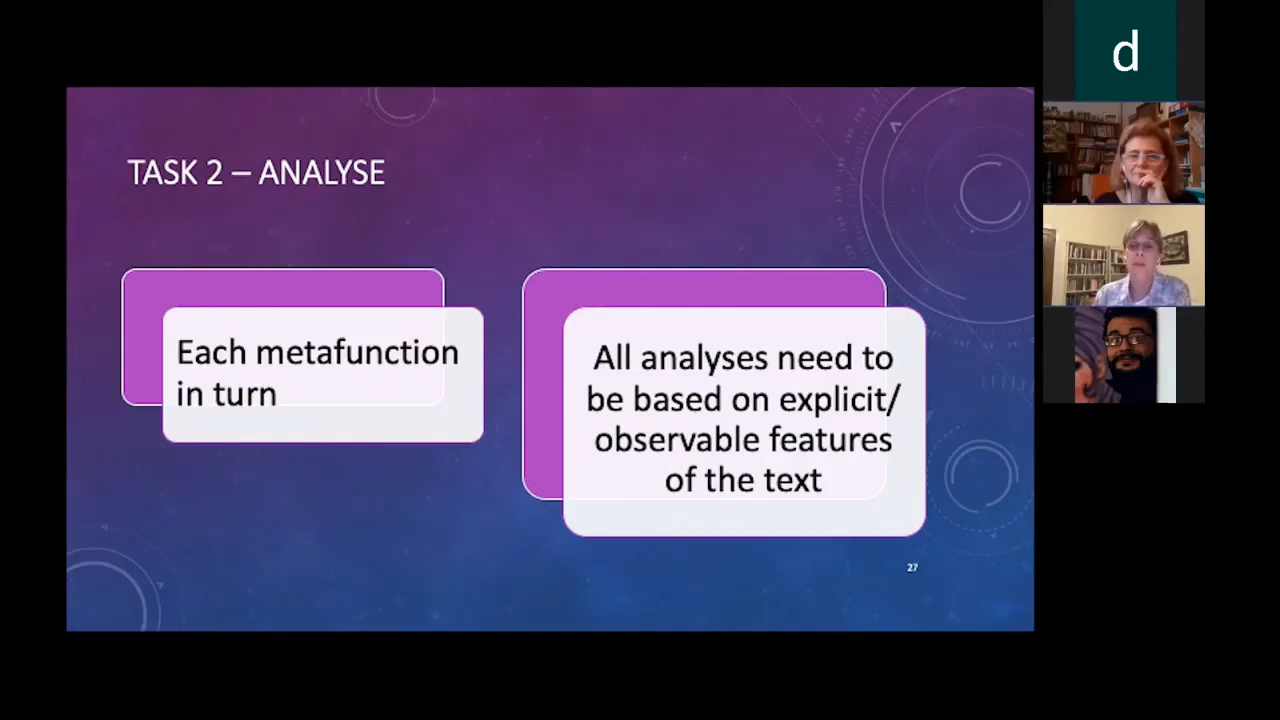 d
TASK 2 – ANALYSE
Each metafunction
in turn
All analyses need to
be based on explicit/
observable features
of the text
27